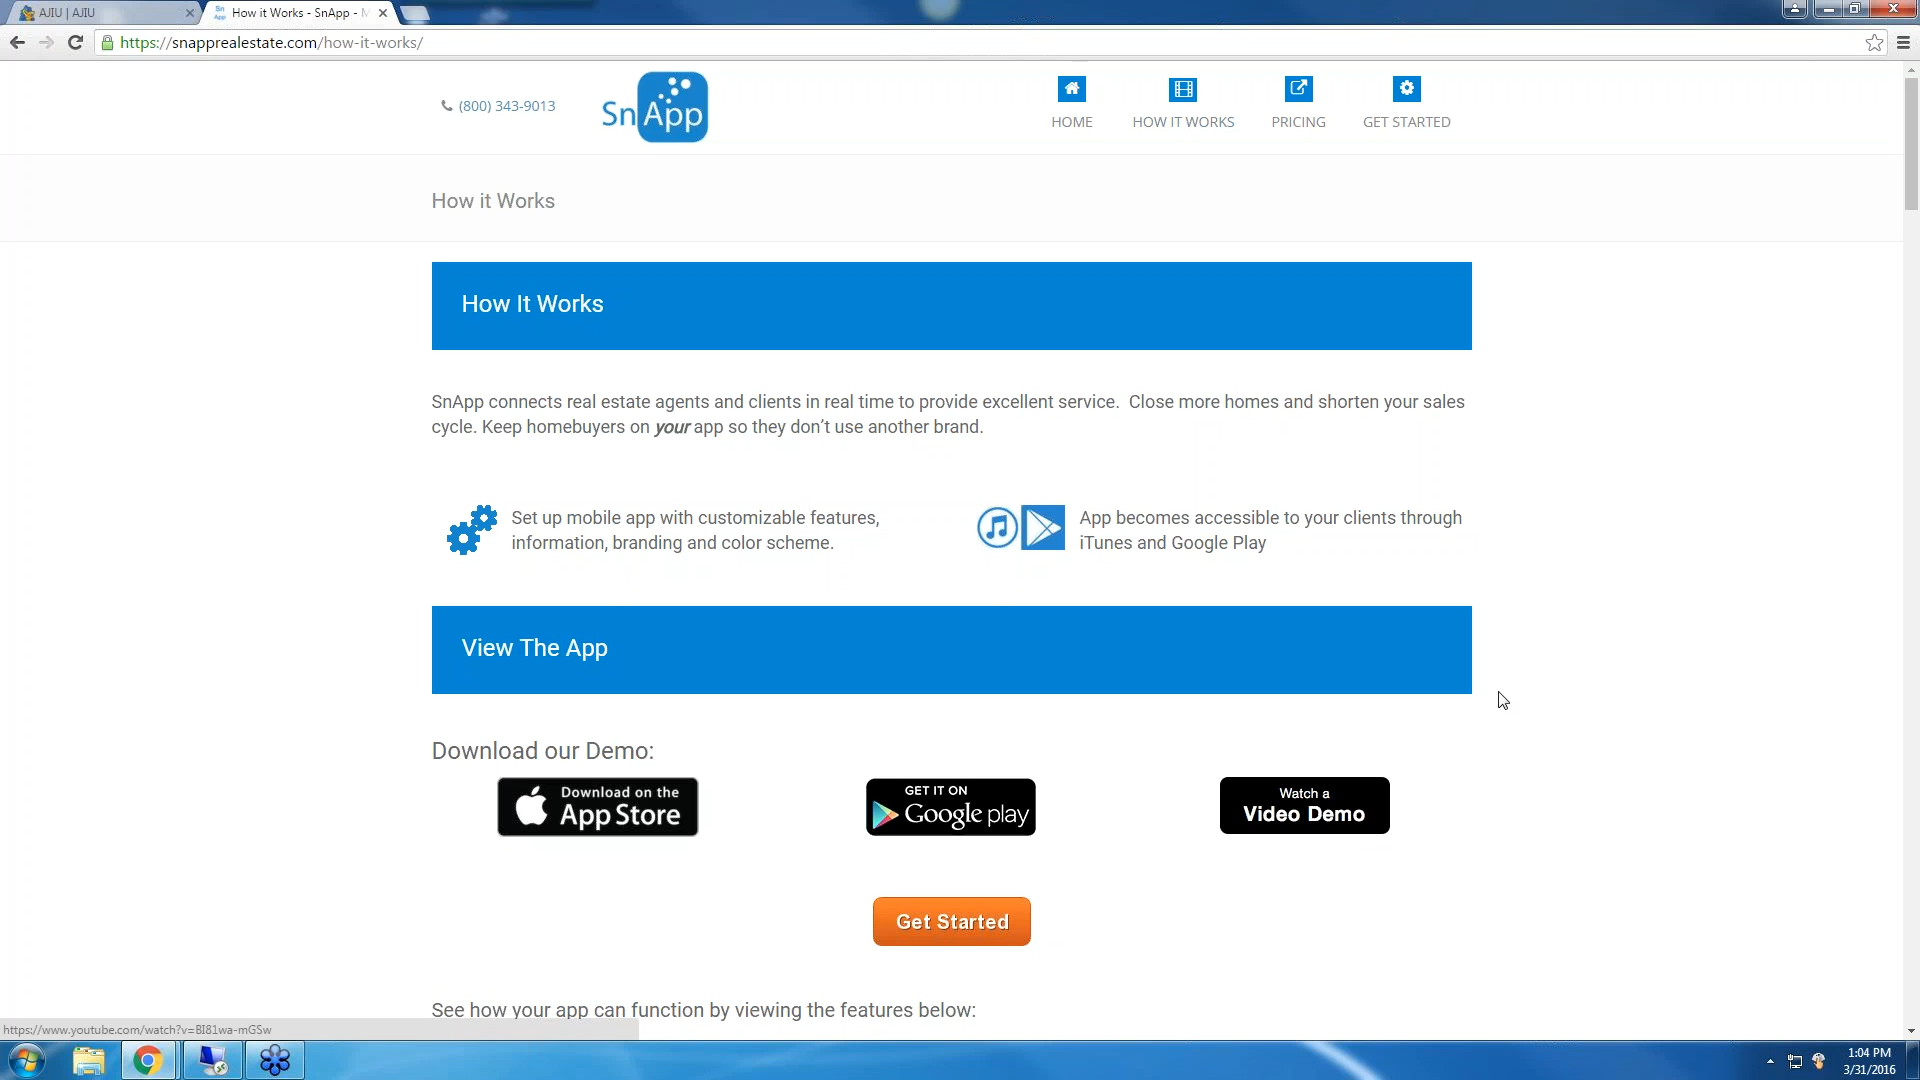 AJIU | AJIU
How it Works - SnApp - M
https://snapprealestate.com/how-it-works/
(800) 343-9013
SnApp
HOME
HOW IT WORKS
PRICING
GET STARTED
How it Works
How It Works
SnApp connects real estate agents and clients in real time to provide excellent service. Close more homes and shorten your sales
cycle. Keep homebuyers on your app so they don’t use another brand.
Set up mobile app with customizable features,
information, branding and color scheme.
App becomes accessible to your clients through
iTunes and Google Play
View The App
Download our Demo:
Download on the
App Store
GET IT ON
Google play
Watch a
Video Demo
Get Started
See how your app can function by viewing the features below:
https://www.youtube.com/watch?v=BI81wa-mGSw
1:04 PM
3/31/2016